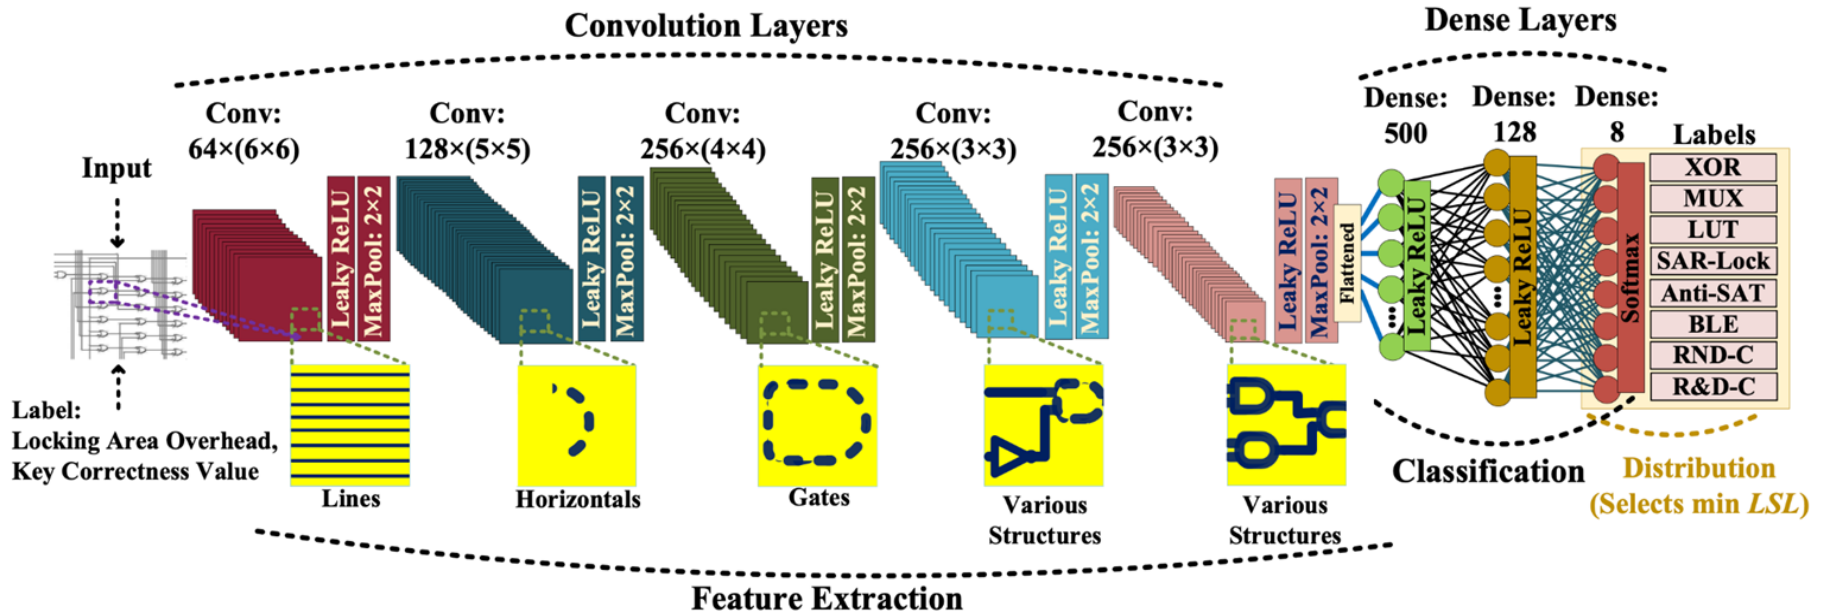 Convolution Layers
Dense Layers
Conv:
64×(6×6)
Conv:
128×(5×5)
Conv:
256×(4×4)
Conv:
256×(3×3)
Conv:
256×(3×3)
Dense:
500
Dense:
128
Dense:
8
Labels
Input
Leaky ReLU
MaxPool: 2×2
Leaky ReLU
MaxPool: 2×2
Leaky ReLU
MaxPool: 2×2
Leaky ReLU
MaxPool: 2×2
Leaky ReLU
MaxPool: 2×2
Flattened
Leaky ReLU
Leaky ReLU
Softmax
XOR
MUX
LUT
SAR-Lock
Anti-SAT
BLE
RND-C
R&D-C
Label:
Locking Area Overhead,
Key Correctness Value
Lines
Horizontals
Gates
Various
Structures
Various
Structures
Classification
Distribution
(Selects min LSL)
Feature Extraction